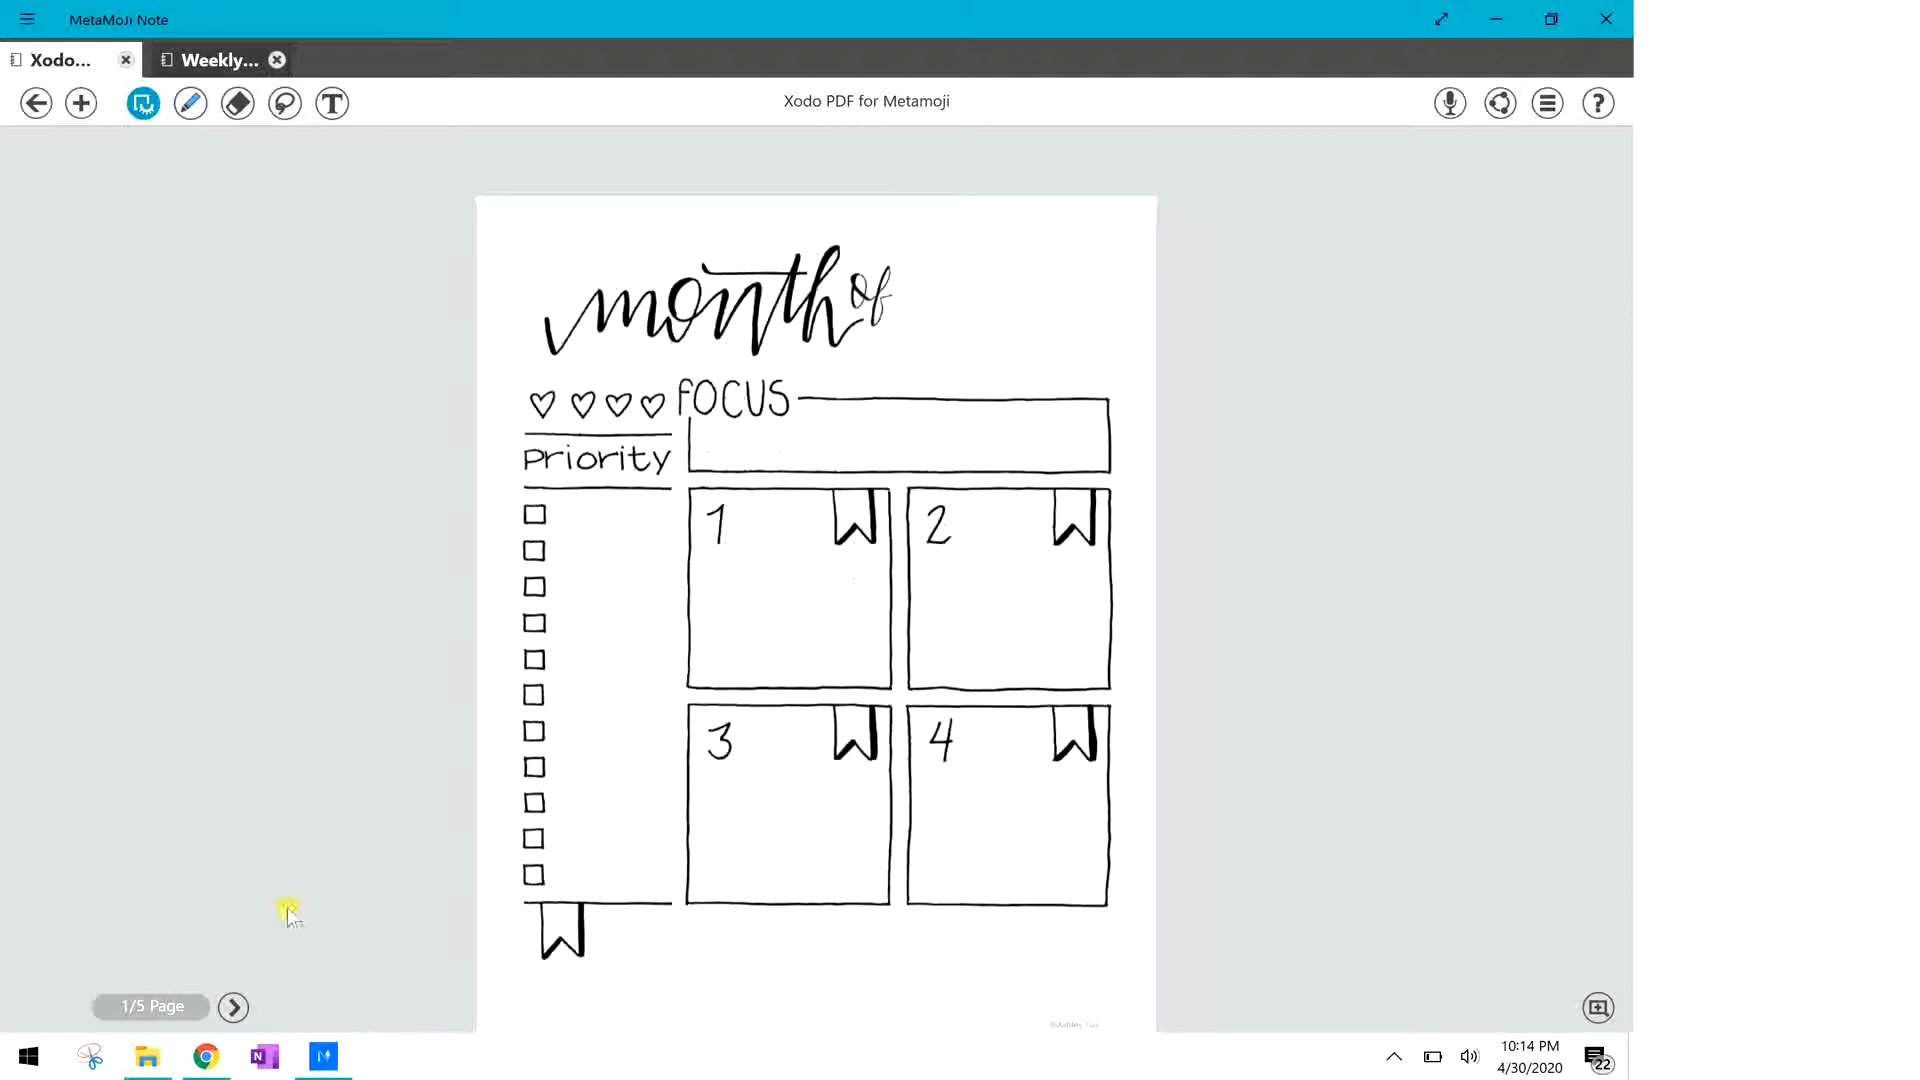 MetaMoJi Note
Xodo...
Weekly...
T
Xodo PDF for Metamoji
?
month of
FOCUS
Priority
1
2
3
4
1/5 Page
10:14 PM
4/30/2020
22